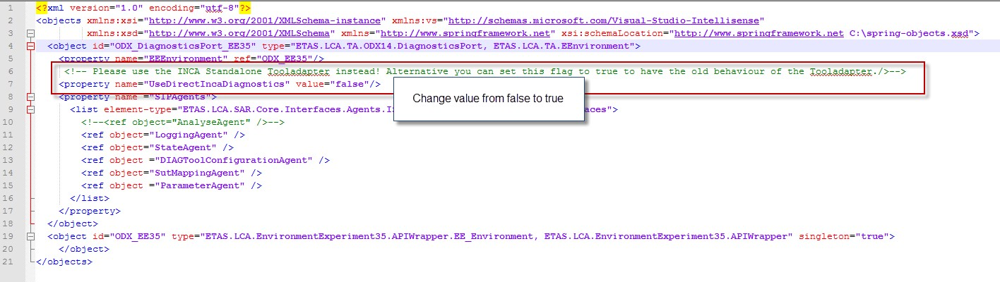 1 <?xml version="1.0" encoding="utf-8"?>
2 <objects xmlns:xsi="http://www.w3.org/2001/XMLSchema-instance" xmlns:vs="http://schemas.microsoft.com/Visual-Studio-Intellisense"
3 xmlns:xsd="http://www.w3.org/2001/XMLSchema" xmlns="http://www.springframework.net" xsi:schemaLocation="http://www.springframework.net C:\spring-objects.xsd">
4 <object id="ODX_DiagnosticsPort_EE35" type="ETAS.LCA.TA.ODX14.DiagnosticsPort, ETAS.LCA.TA.EEnvironment">
5 <property name="EEEnvironment" ref="ODX_EE35"/>
6 <!-- Please use the INCA Standalone Tooladapter instead! Alternative you can set this flag to true to have the old behaviour of the Tooladapter./>-->
7 <property name="UseDirectIncaDiagnostics" value="false"/>
Change value from false to true
8 <property name ="SIPAgents">
9 <list element-type="ETAS.LCA.SAR.Core.Interfaces.Agents.I aces">
10 <!--<ref object="AnalyseAgent" />-->
11 <ref object="LoggingAgent" />
12 <ref object="StateAgent" />
13 <ref object ="DIAGToolConfigurationAgent" />
14 <ref object="SutMappingAgent" />
15 <ref object ="ParameterAgent" />
16 </list>
17 </property>
18 </object>
19 <object id="ODX_EE35" type="ETAS.LCA.EnvironmentExperiment35.APIWrapper.EE_Environment, ETAS.LCA.EnvironmentExperiment35.APIWrapper" singleton="true">
20 </object>
21 </objects>